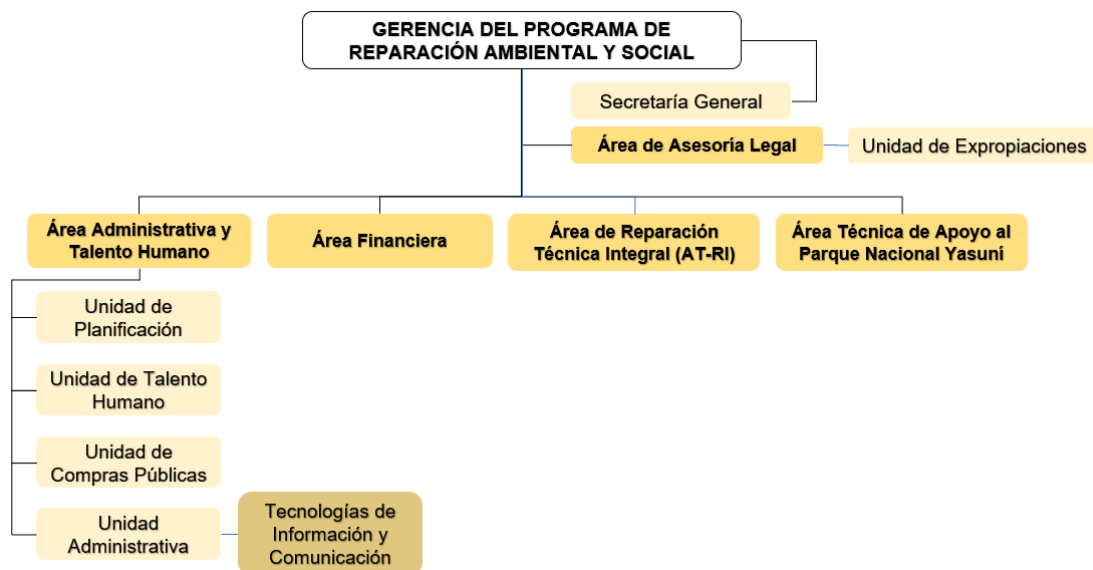 GERENCIA DEL PROGRAMA DE
REPARACIÓN AMBIENTAL Y SOCIAL
Secretaría General
Área de Asesoría Legal
Unidad de Expropiaciones
Área Administrativa y
Talento Humano
Área Financiera
Área de Reparación
Técnica Integral (AT-RI)
Área Técnica de Apoyo al
Parque Nacional Yasuní
Unidad de
Planificación
Unidad de Talento
Humano
Unidad de
Compras Públicas
Unidad
Administrativa
Tecnologías de
Información y
Comunicación